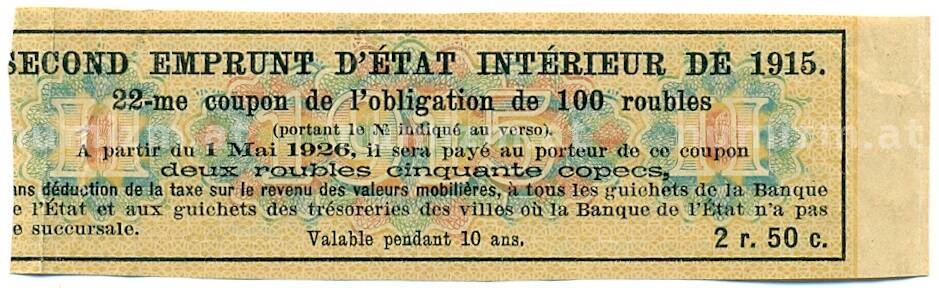 SECOND EMPRUNT D'ÉTAT INTÉRIEUR DE 1915.
22-me coupon de l'obligation de 100 roubles
(portant le № indiqué au verso).
A partir du 1 Mai 1926, il sera payé au porteur de ce coupon
deux roubles cinquante copecs,
ans déduction de la taxe sur le revenu des valeurs mobilières, à tous les guichets de la Banque
e l'État et aux guichets des trésoreries des villes où la Banque de l'État n'a pas
e succursale.
Valable pendant 10 ans.
2 r. 50 c.